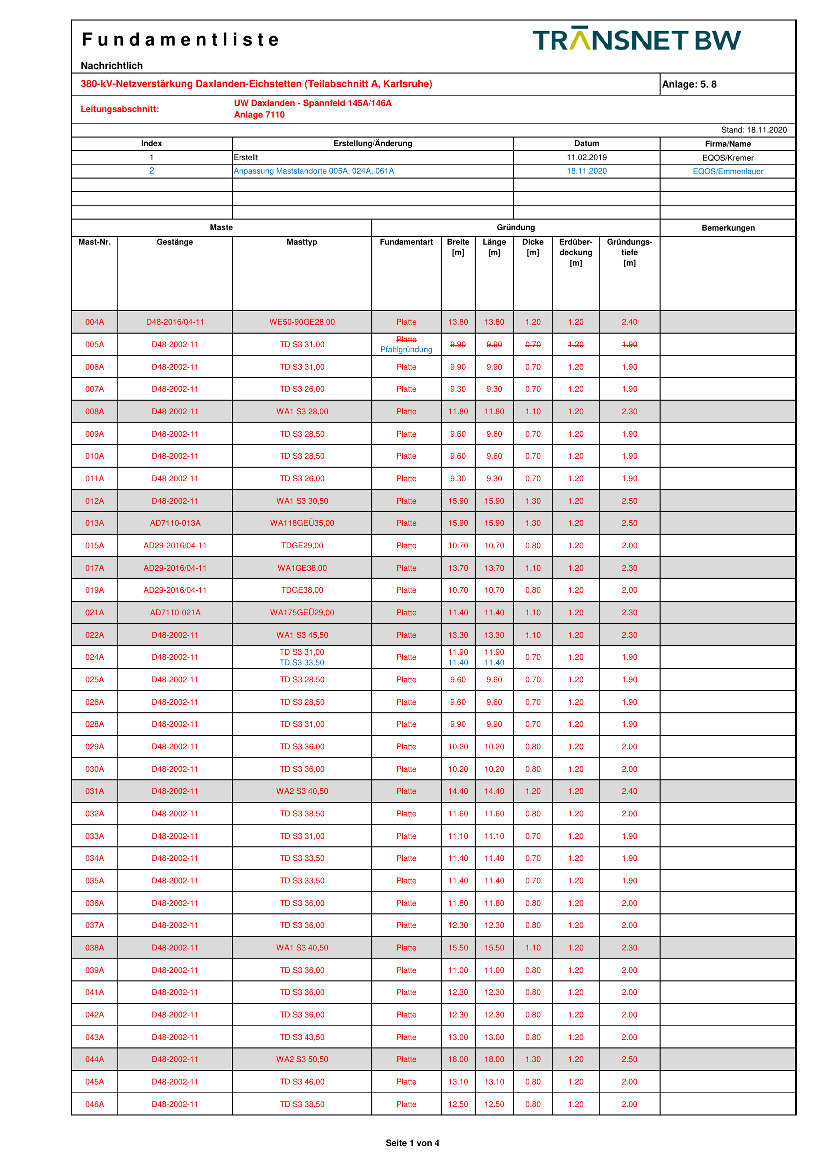 Fundamentliste
TRANSNET BW
Nachrichtlich
380-kV-Netzverstärkung Daxlanden-Eichstetten (Teilabschnitt A, Karlsruhe) Anlage: 5. 8
Leitungsabschnitt: UW Daxlanden - Spannfeld 145A/146A
Anlage 7110
Stand: 18.11.2020
Index Erstellung/Änderung Datum Firma/Name
1 Erstellt 11.02.2019 EQOS/Kremer
2 Anpassung Maststandorte 005A, 024A, 061A 18.11.2020 EQOS/Emmenlauer
Maste Gründung Bemerkungen
Mast-Nr. Gestänge Masttyp Fundamentart Breite Länge Dicke Erdüber- Gründungs-
[m] [m] [m] deckung tiefe
[m] [m]
004A D48-2016/04-11 WE50-90GE28,00 Platte 13.80 13.80 1.20 1.20 2.40
005A D48-2002-11 TD S3 31,00 Platte 9.90 9.90 0.70 1.20 1.90
Pfahlgründung
006A D48-2002-11 TD S3 31,00 Platte 9.90 9.90 0.70 1.20 1.90
007A D48-2002-11 TD S3 26,00 Platte 9.30 9.30 0.70 1.20 1.90
008A D48-2002-11 WA1 S3 28,00 Platte 11.80 11.80 1.10 1.20 2.30
009A D48-2002-11 TD S3 28,50 Platte 9.60 9.60 0.70 1.20 1.90
010A D48-2002-11 TD S3 28,50 Platte 9.60 9.60 0.70 1.20 1.90
011A D48-2002-11 TD S3 26,00 Platte 9.30 9.30 0.70 1.20 1.90
012A D48-2002-11 WA1 S3 30,50 Platte 15.90 15.90 1.30 1.20 2.50
013A AD7110-013A WA118GEÜ35,00 Platte 15.90 15.90 1.30 1.20 2.50
015A AD29-2016/04-11 TDGE29,00 Platte 10.70 10.70 0.80 1.20 2.00
017A AD29-2016/04-11 WA1GE38,00 Platte 13.70 13.70 1.10 1.20 2.30
019A AD29-2016/04-11 TDGE38,00 Platte 10.70 10.70 0.80 1.20 2.00
021A AD7110-021A WA175GEÜ29,00 Platte 11.40 11.40 1.10 1.20 2.30
022A D48-2002-11 WA1 S3 45,50 Platte 13.30 13.30 1.10 1.20 2.30
024A D48-2002-11 TD S3 31,00 Platte 11.90 11.90 0.70 1.20 1.90
TD S3 33,50 11.40 11.40
025A D48-2002-11 TD S3 28,50 Platte 9.60 9.60 0.70 1.20 1.90
026A D48-2002-11 TD S3 28,50 Platte 9.60 9.60 0.70 1.20 1.90
028A D48-2002-11 TD S3 31,00 Platte 9.90 9.90 0.70 1.20 1.90
029A D48-2002-11 TD S3 36,00 Platte 10.20 10.20 0.80 1.20 2.00
030A D48-2002-11 TD S3 36,00 Platte 10.20 10.20 0.80 1.20 2.00
031A D48-2002-11 WA2 S3 40,50 Platte 14.40 14.40 1.20 1.20 2.40
032A D48-2002-11 TD S3 38,50 Platte 11.60 11.60 0.80 1.20 2.00
033A D48-2002-11 TD S3 31,00 Platte 11.10 11.10 0.70 1.20 1.90
034A D48-2002-11 TD S3 33,50 Platte 11.40 11.40 0.70 1.20 1.90
035A D48-2002-11 TD S3 33,50 Platte 11.40 11.40 0.70 1.20 1.90
036A D48-2002-11 TD S3 36,00 Platte 11.80 11.80 0.80 1.20 2.00
037A D48-2002-11 TD S3 36,00 Platte 12.30 12.30 0.80 1.20 2.00
038A D48-2002-11 WA1 S3 40,50 Platte 15.50 15.50 1.10 1.20 2.30
039A D48-2002-11 TD S3 36,00 Platte 11.00 11.00 0.80 1.20 2.00
041A D48-2002-11 TD S3 36,00 Platte 12.30 12.30 0.80 1.20 2.00
042A D48-2002-11 TD S3 36,00 Platte 12.30 12.30 0.80 1.20 2.00
043A D48-2002-11 TD S3 43,50 Platte 13.00 13.00 0.80 1.20 2.00
044A D48-2002-11 WA2 S3 50,50 Platte 18.00 18.00 1.30 1.20 2.50
045A D48-2002-11 TD S3 46,00 Platte 13.10 13.10 0.80 1.20 2.00
046A D48-2002-11 TD S3 38,50 Platte 12.50 12.50 0.80 1.20 2.00
Seite 1 von 4